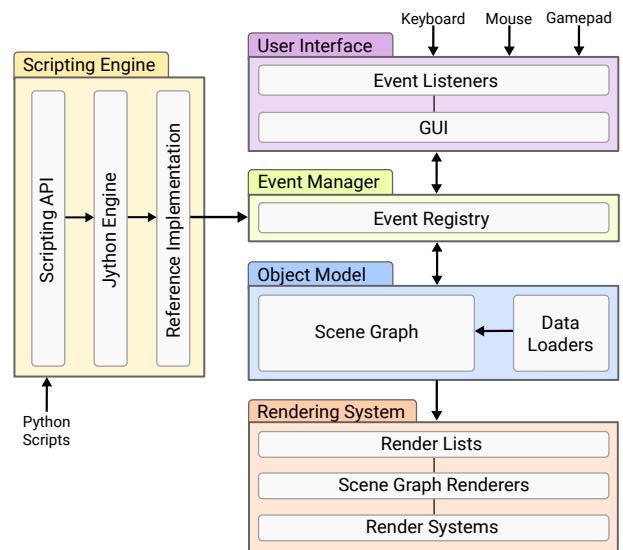 Keyboard
Mouse
Gamepad
User Interface
Event Listeners
GUI
Scripting Engine
Scripting API
Jython Engine
Reference Implementation
Python
Scripts
Event Manager
Event Registry
Object Model
Scene Graph
Data
Loaders
Rendering System
Render Lists
Scene Graph Renderers
Render Systems